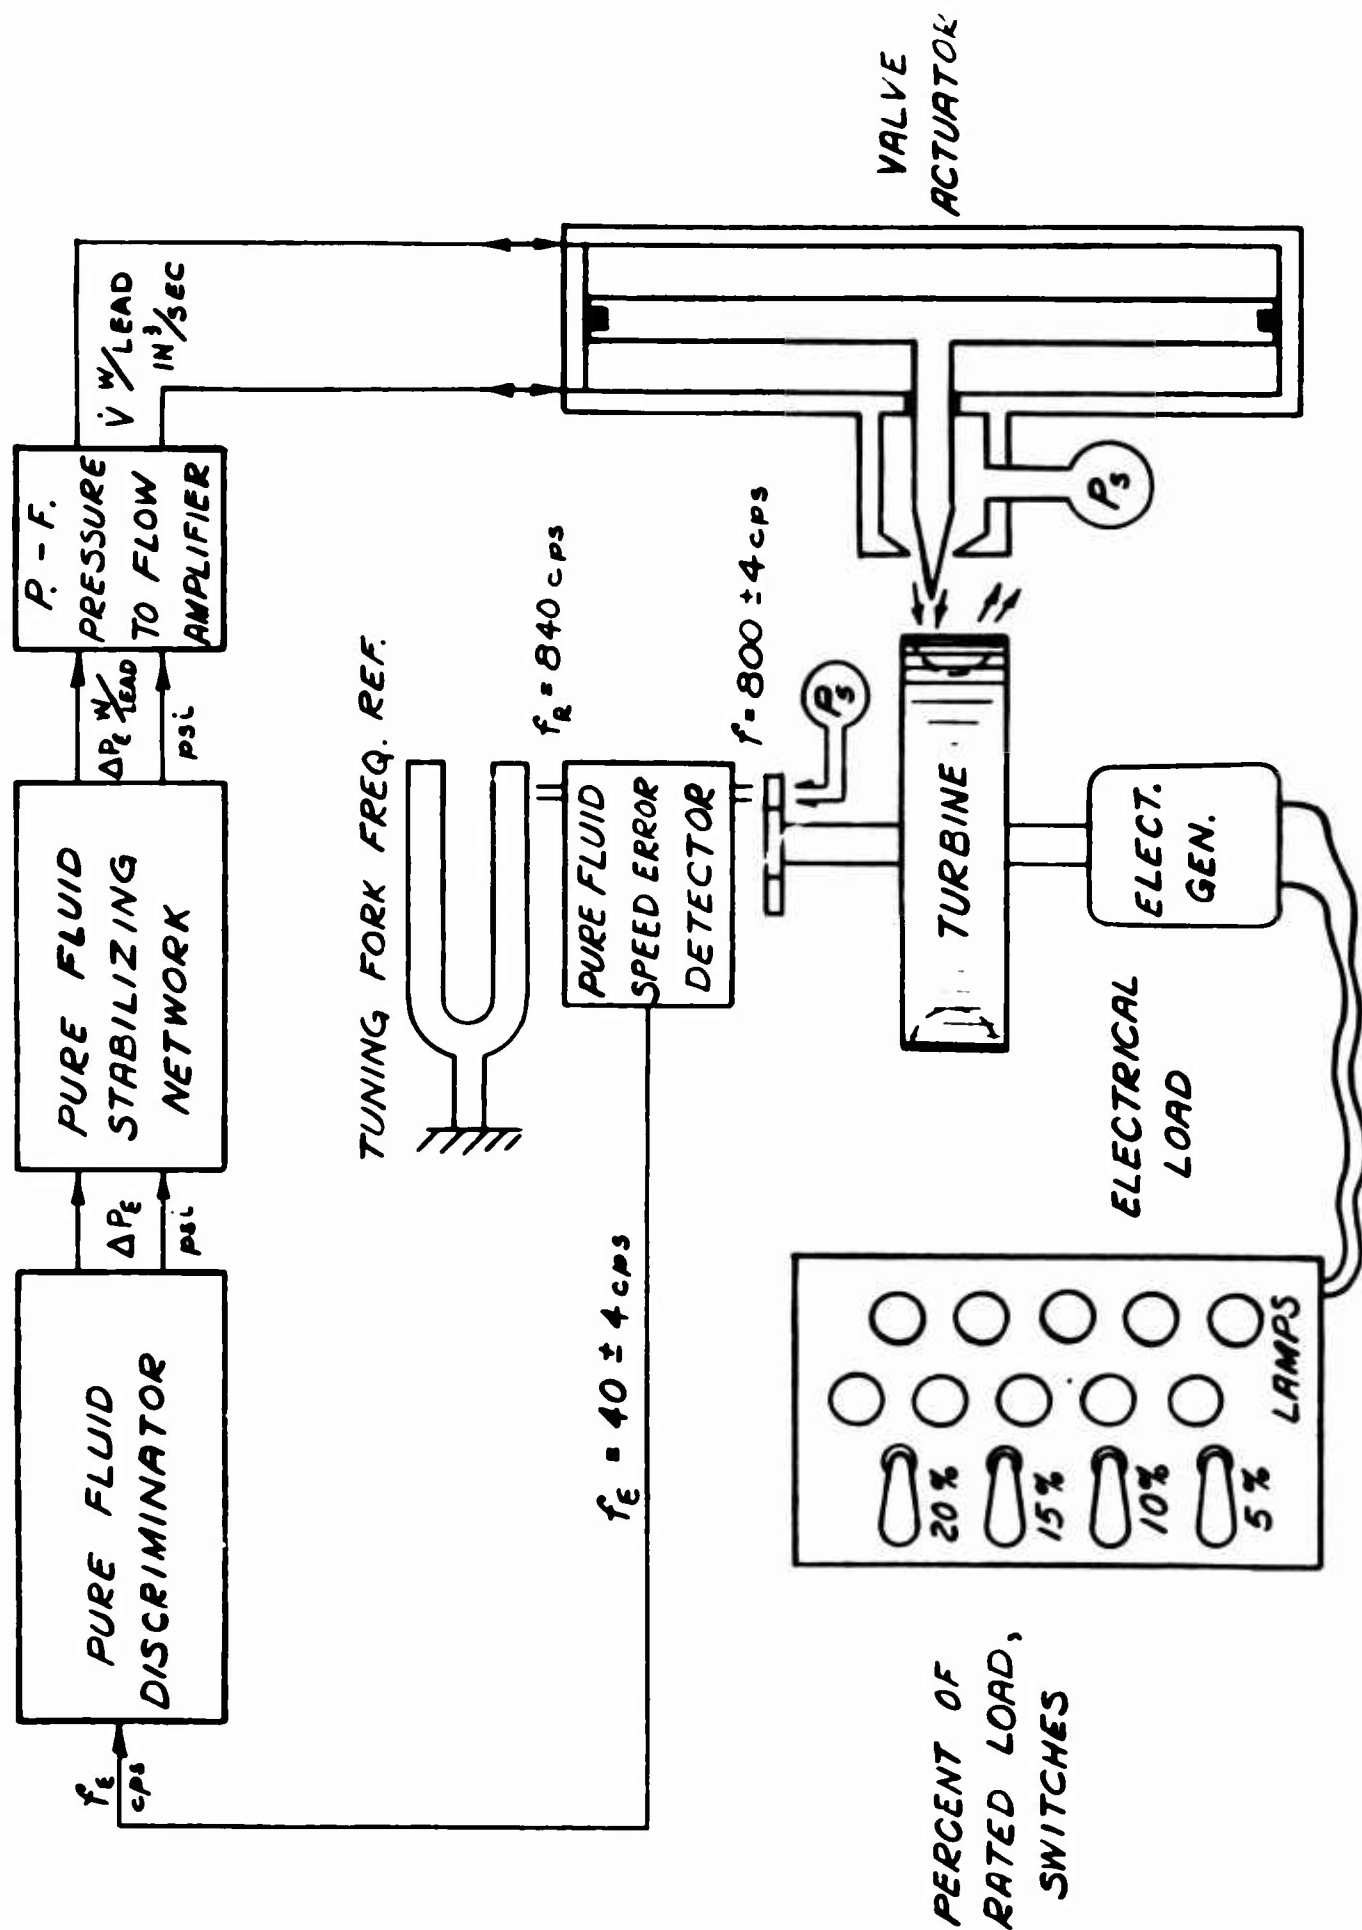 f_E
cps
PURE FLUID
DISCRIMINATOR
ΔP_E
psi
PURE FLUID
STABILIZING
NETWORK
ΔP_E W/LEAD
psi
P.-F.
PRESSURE
TO FLOW
AMPLIFIER
V̇ W/LEAD
IN³/SEC
TUNING FORK FREQ. REF.
f_R = 840 cps
PURE FLUID
SPEED ERROR
DETECTOR
f_E = 40 ± 4 cps
f = 800 ± 4 cps
P_S
P_S
VALVE
ACTUATOR
TURBINE
ELECT.
GEN.
ELECTRICAL
LOAD
20%
15%
10%
5%
LAMPS
PERCENT OF
RATED LOAD,
SWITCHES